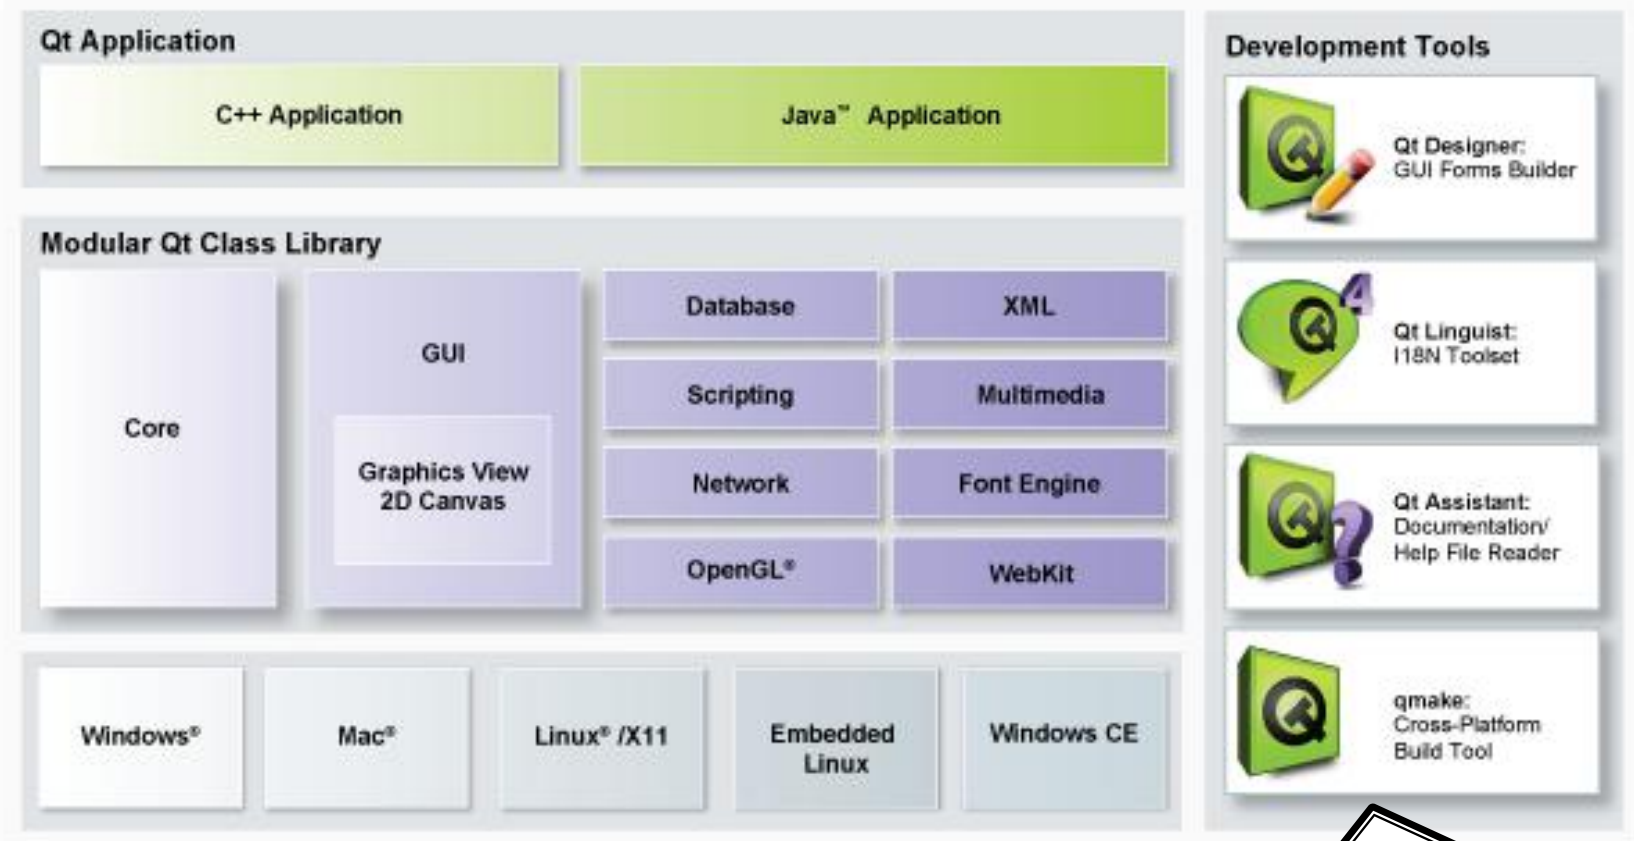 Qt Application
C++ Application
Java™ Application
Modular Qt Class Library
Core
GUI
Graphics View
2D Canvas
Database
XML
Scripting
Multimedia
Network
Font Engine
OpenGL®
WebKit
Windows®
Mac®
Linux® /X11
Embedded
Linux
Windows CE
Development Tools
Qt Designer:
GUI Forms Builder
4
Qt Linguist:
I18N Toolset
?
Qt Assistant:
Documentation/
Help File Reader
qmake:
Cross-Platform
Build Tool